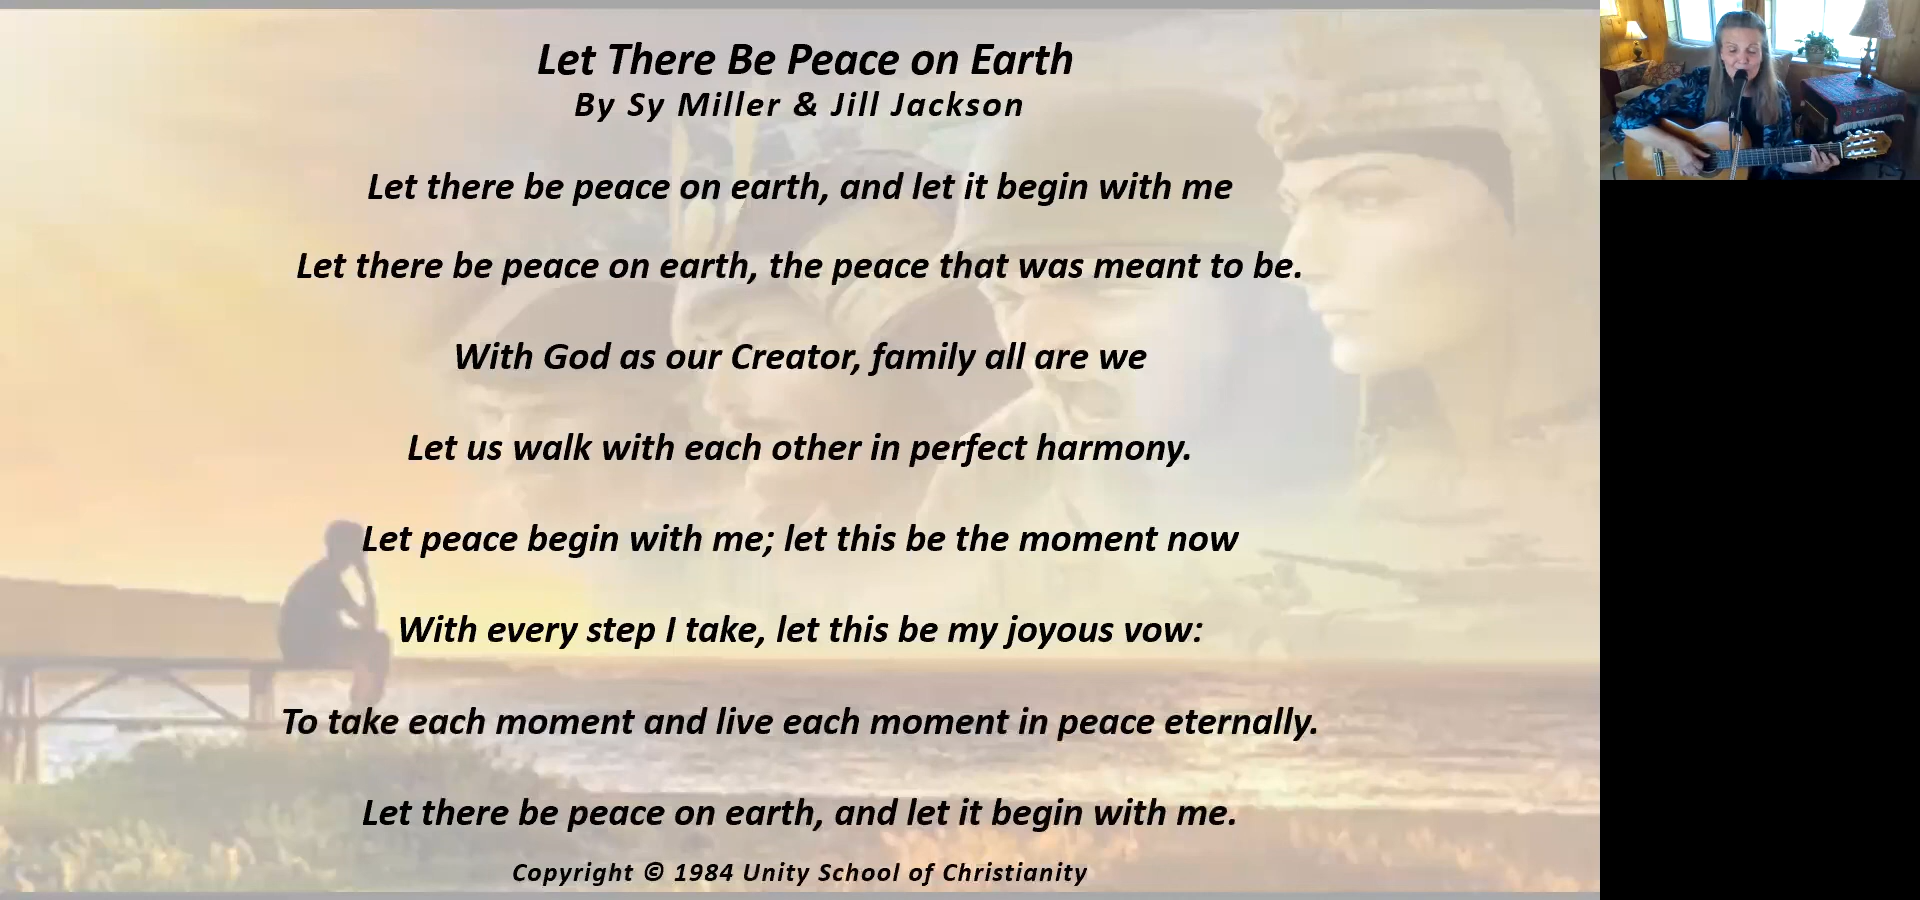 Let There Be Peace on Earth
By Sy Miller & Jill Jackson
Let there be peace on earth, and let it begin with me
Let there be peace on earth, the peace that was meant to be.
With God as our Creator, family all are we
Let us walk with each other in perfect harmony.
Let peace begin with me; let this be the moment now
With every step I take, let this be my joyous vow:
To take each moment and live each moment in peace eternally.
Let there be peace on earth, and let it begin with me.
Copyright © 1984 Unity School of Christianity